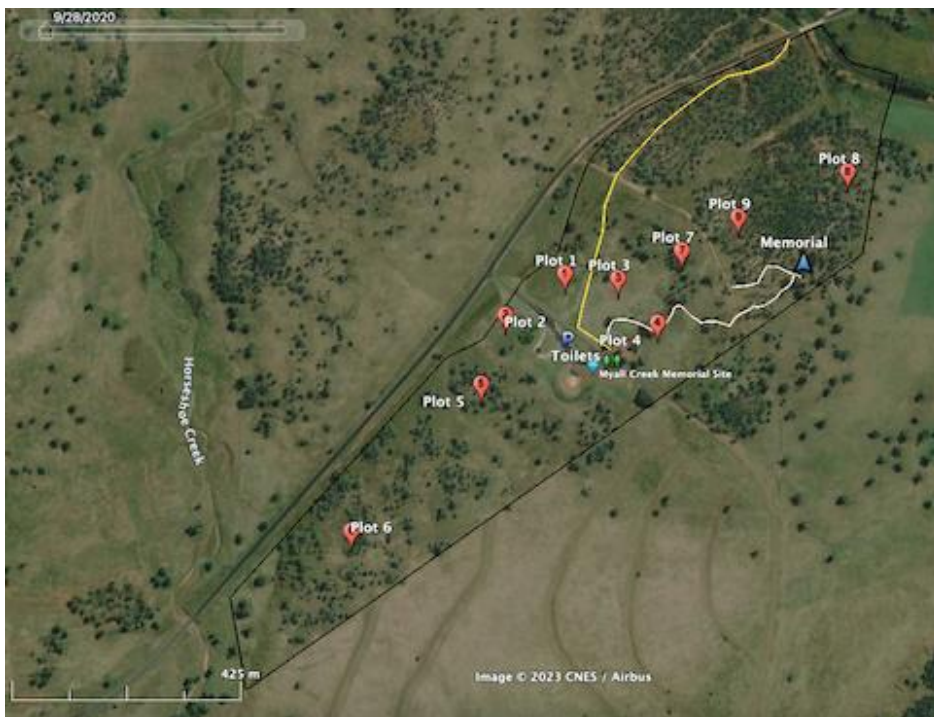 9/28/2020
Plot 8
Plot 9
Memorial
Plot 7
Plot 1
Plot 3
Plot 2
Plot 4
P
Toilets
Myall Creek Memorial Site
Plot 5
Horseshoe Creek
Plot 6
425 m
Image © 2023 CNES / Airbus